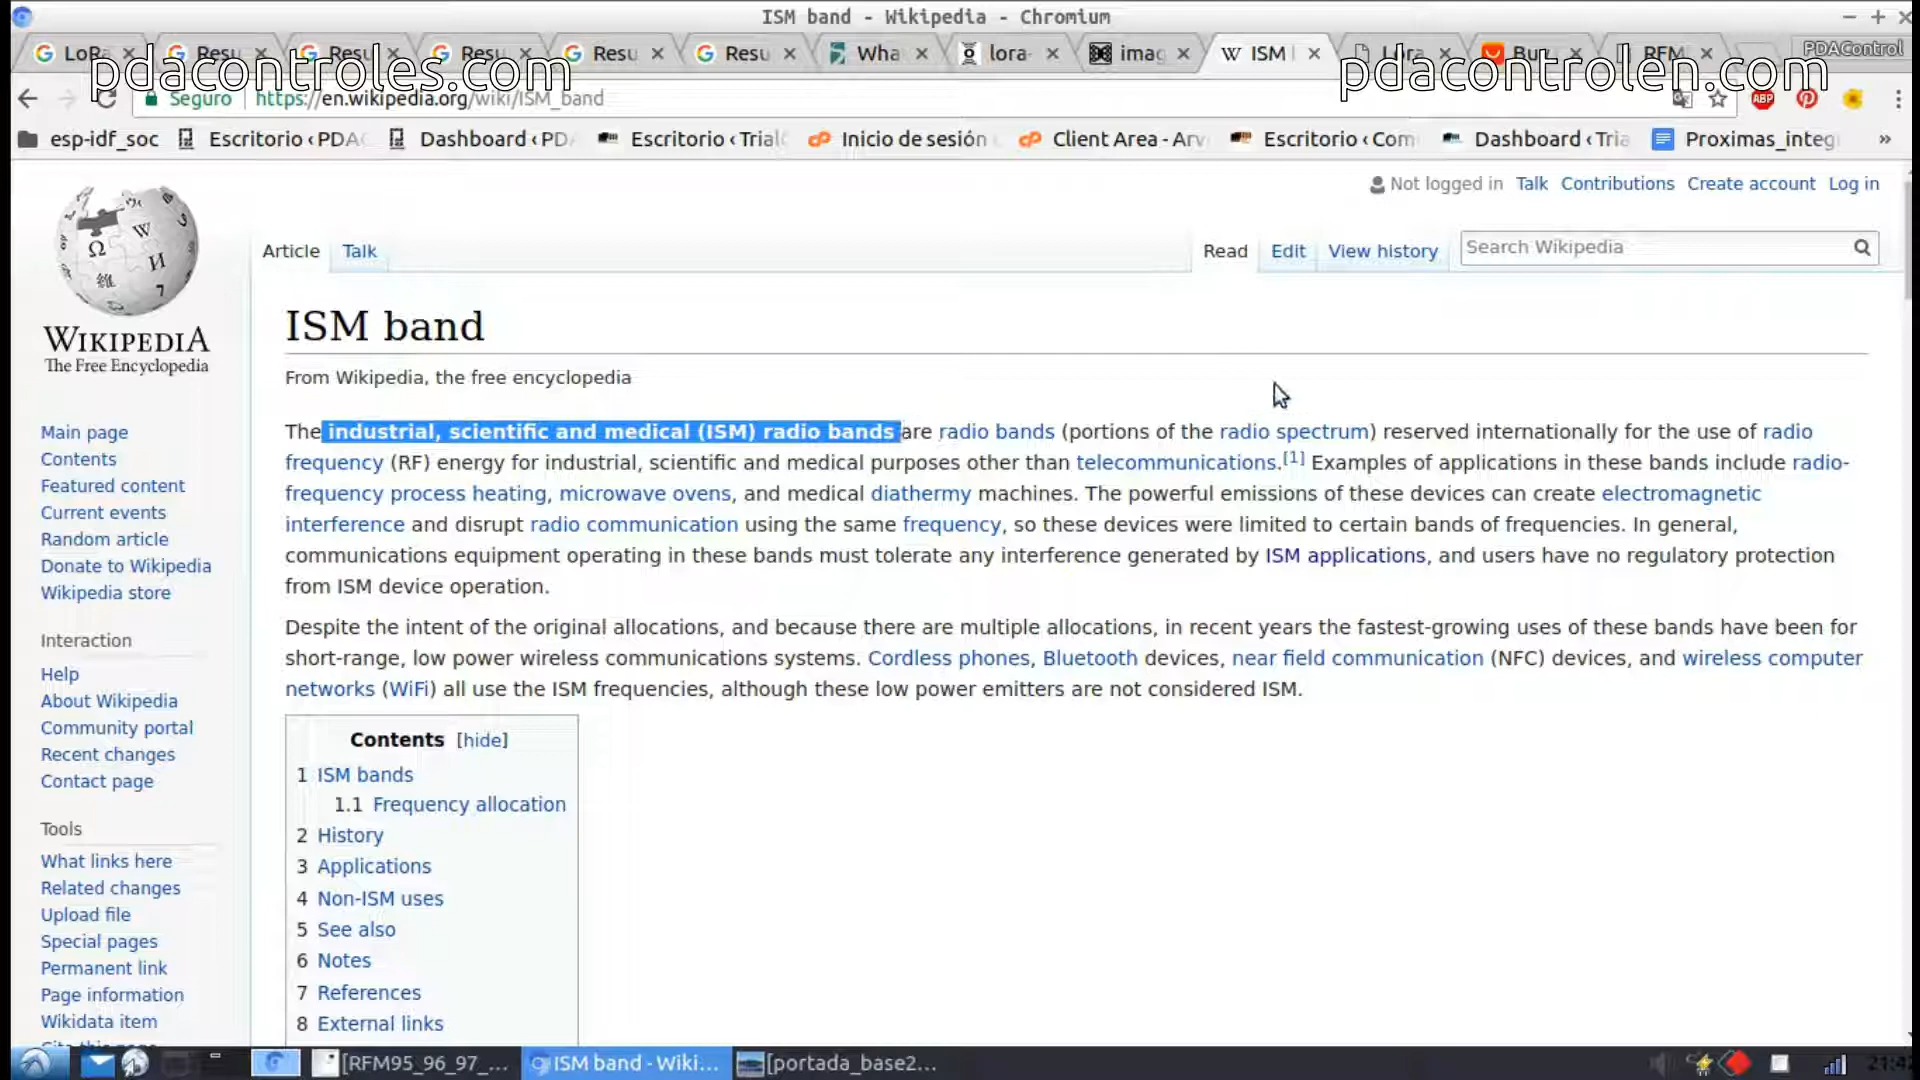 ISM band - Wikipedia - Chromium
Resu
Resu
Resu
Wha
lora-
imag
ISM
RFM
PDAControl
pdacontroles.com
pdacontrolen.com
Seguro
https://en.wikipedia.org/wiki/ISM_band
ABP
esp-idf_soc
Escritorio ‹ PDA
Dashboard ‹ PD
Escritorio ‹ Trial
Inicio de sesión
Client Area - Arv
Escritorio ‹ Com
Dashboard ‹ Tria
Proximas_integ
»
Not logged in Talk Contributions Create account Log in
Article Talk Read Edit View history Search Wikipedia
WIKIPEDIA
The Free Encyclopedia
Main page
Contents
Featured content
Current events
Random article
Donate to Wikipedia
Wikipedia store
Interaction
Help
About Wikipedia
Community portal
Recent changes
Contact page
Tools
What links here
Related changes
Upload file
Special pages
Permanent link
Page information
Wikidata item
ISM band
From Wikipedia, the free encyclopedia
The industrial, scientific and medical (ISM) radio bands are radio bands (portions of the radio spectrum) reserved internationally for the use of radio
frequency (RF) energy for industrial, scientific and medical purposes other than telecommunications.[1] Examples of applications in these bands include radio-
frequency process heating, microwave ovens, and medical diathermy machines. The powerful emissions of these devices can create electromagnetic
interference and disrupt radio communication using the same frequency, so these devices were limited to certain bands of frequencies. In general,
communications equipment operating in these bands must tolerate any interference generated by ISM applications, and users have no regulatory protection
from ISM device operation.
Despite the intent of the original allocations, and because there are multiple allocations, in recent years the fastest-growing uses of these bands have been for
short-range, low power wireless communications systems. Cordless phones, Bluetooth devices, near field communication (NFC) devices, and wireless computer
networks (WiFi) all use the ISM frequencies, although these low power emitters are not considered ISM.
Contents [hide]
1 ISM bands
1.1 Frequency allocation
2 History
3 Applications
4 Non-ISM uses
5 See also
6 Notes
7 References
8 External links
[RFM95_96_97_...
ISM band - Wiki...
[portada_base2...